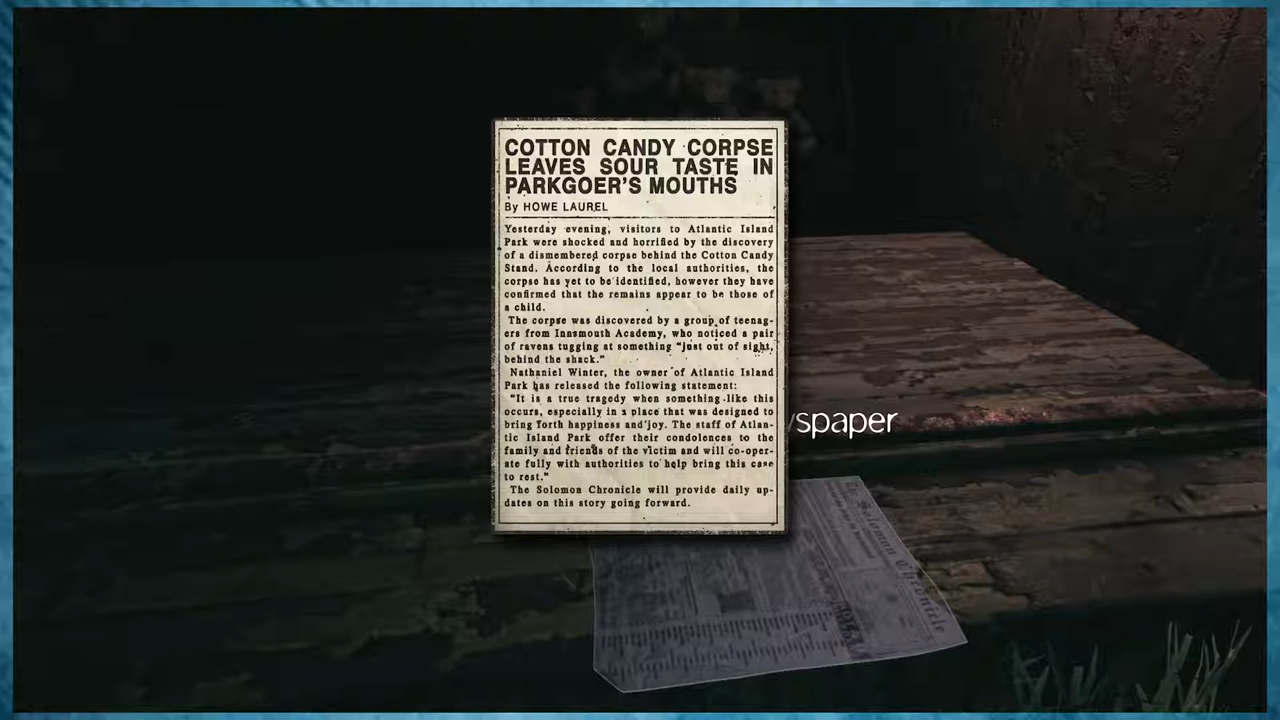 COTTON CANDY CORPSE
LEAVES SOUR TASTE IN
PARKGOER'S MOUTHS
By HOWE LAUREL
Yesterday evening, visitors to Atlantic Island
Park were shocked and horrified by the discovery
of a dismembered corpse behind the Cotton Candy
Stand. According to the local authorities, the
corpse has yet to be identified, however they have
confirmed that the remains appear to be those of
a child.
The corpse was discovered by a group of teenag-
ers from Innsmouth Academy, who noticed a pair
of ravens tugging at something "just out of sight,
behind the shack."
Nathaniel Winter, the owner of Atlantic Island
Park has released the following statement:
"It is a true tragedy when something like this
occurs, especially in a place that was designed to
bring forth happiness and joy. The staff of Atlan-
tic Island Park offer their condolences to the
family and friends of the victim and will co-oper-
ate fully with authorities to help bring this case
to rest."
The Solomon Chronicle will provide daily up-
dates on this story going forward.
spaper
The Solomon Chronicle